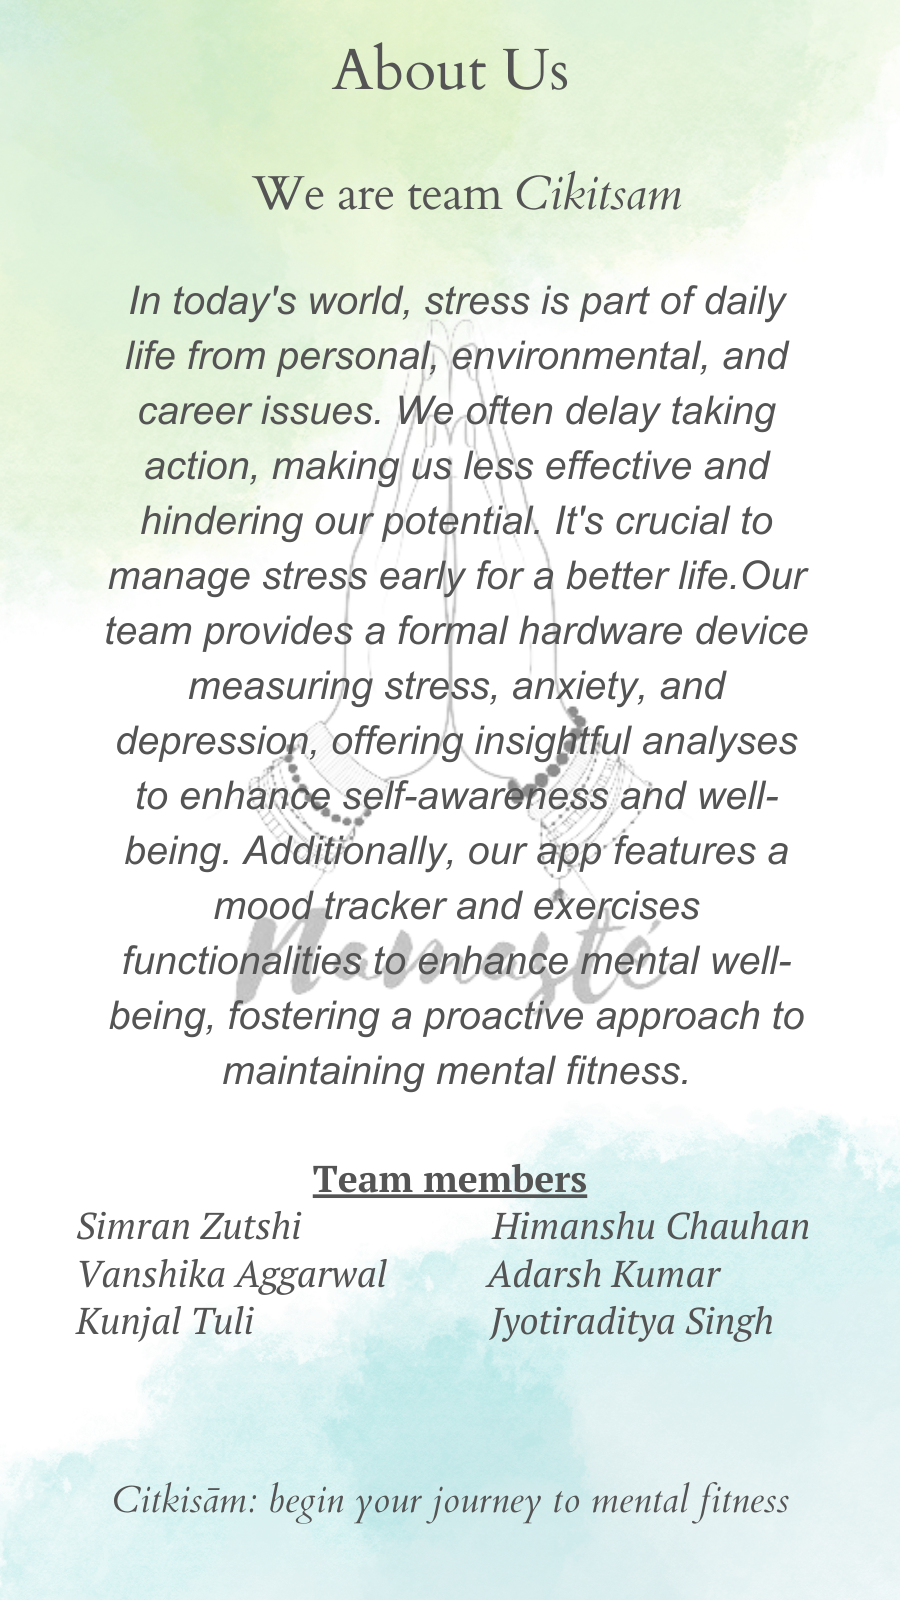 About Us
We are team Cikitsam
In today's world, stress is part of daily
life from personal, environmental, and
career issues. We often delay taking
action, making us less effective and
hindering our potential. It's crucial to
manage stress early for a better life.Our
team provides a formal hardware device
measuring stress, anxiety, and
depression, offering insightful analyses
to enhance self-awareness and well-
being. Additionally, our app features a
mood tracker and exercises
functionalities to enhance mental well-
being, fostering a proactive approach to
maintaining mental fitness.
Namasté
Team members
Simran Zutshi Himanshu Chauhan
Vanshika Aggarwal Adarsh Kumar
Kunjal Tuli Jyotiraditya Singh
Citkisām: begin your journey to mental fitness